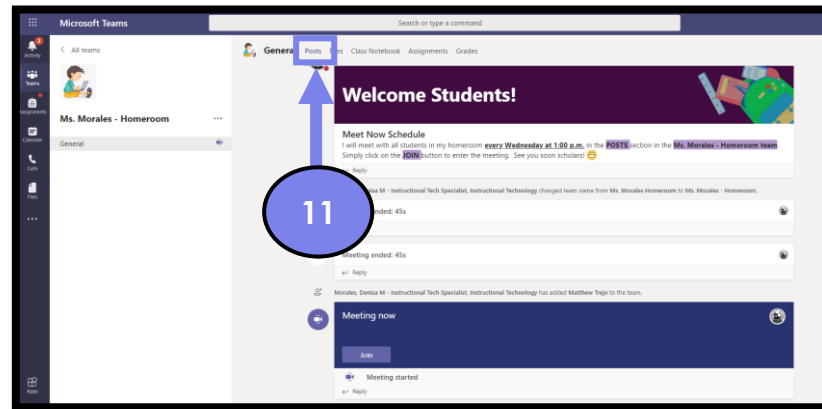 Microsoft Teams
Search or type a command
3
Activity
Teams
Assignments
Calendar
Calls
Files
Apps
All teams
Ms. Morales - Homeroom
General
General Posts Files Class Notebook Assignments Grades
Welcome Students!
Meet Now Schedule
I will meet with all students in my homeroom every Wednesday at 1:00 p.m. in the POSTS section in the Ms. Morales - Homeroom team.
Simply click on the JOIN button to enter the meeting. See you soon scholars!
Reply
M - Instructional Tech Specialist, Instructional Technology changed team name from Ms. Morales Homeroom to Ms. Morales - Homeroom.
11
ended: 45s
Meeting ended: 45s
Reply
Morales, Denisa M - Instructional Tech Specialist, Instructional Technology has added Matthew Trejo to the team.
Meeting now
Join
Meeting started
Reply